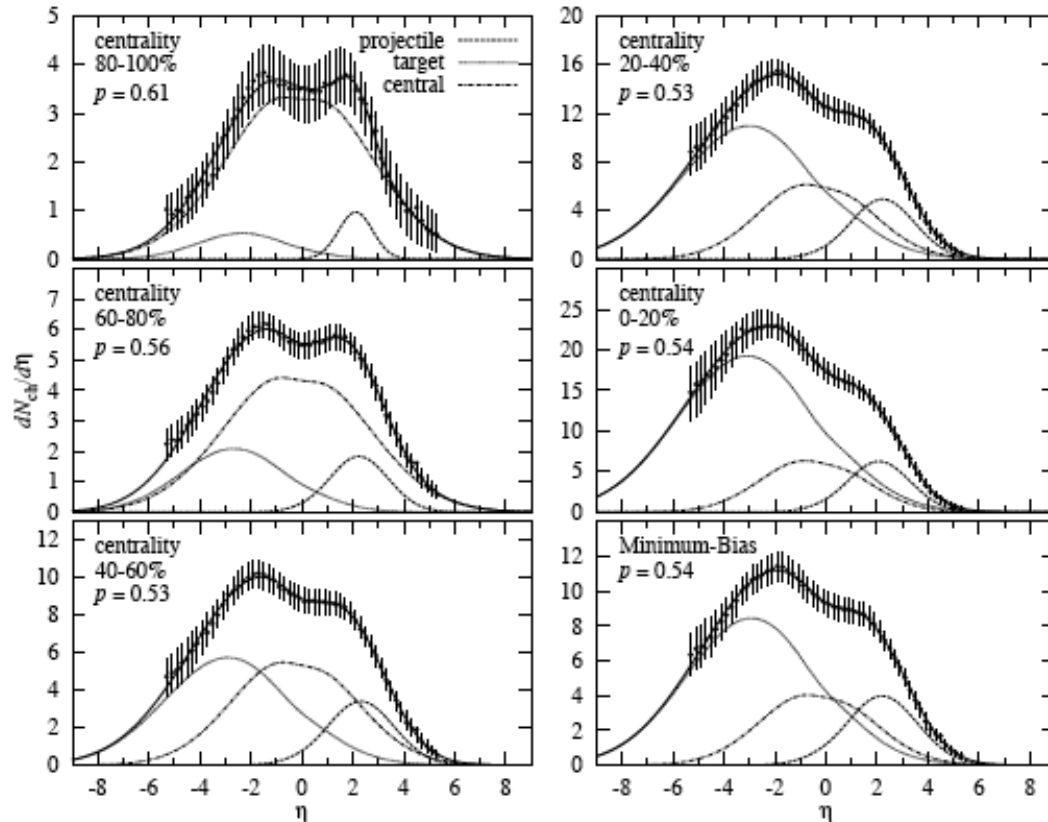 5
4
3
2
1
0
centrality
80-100%
p = 0.61
projectile
target
central
20
16
12
8
4
0
centrality
20-40%
p = 0.53
7
6
5
4
3
2
1
0
centrality
60-80%
p = 0.56
dN_ch/dη
25
20
15
10
5
0
centrality
0-20%
p = 0.54
12
10
8
6
4
2
0
centrality
40-60%
p = 0.53
-8 -6 -4 -2 0 2 4 6 8
η
12
10
8
6
4
2
0
Minimum-Bias
p = 0.54
-8 -6 -4 -2 0 2 4 6 8
η